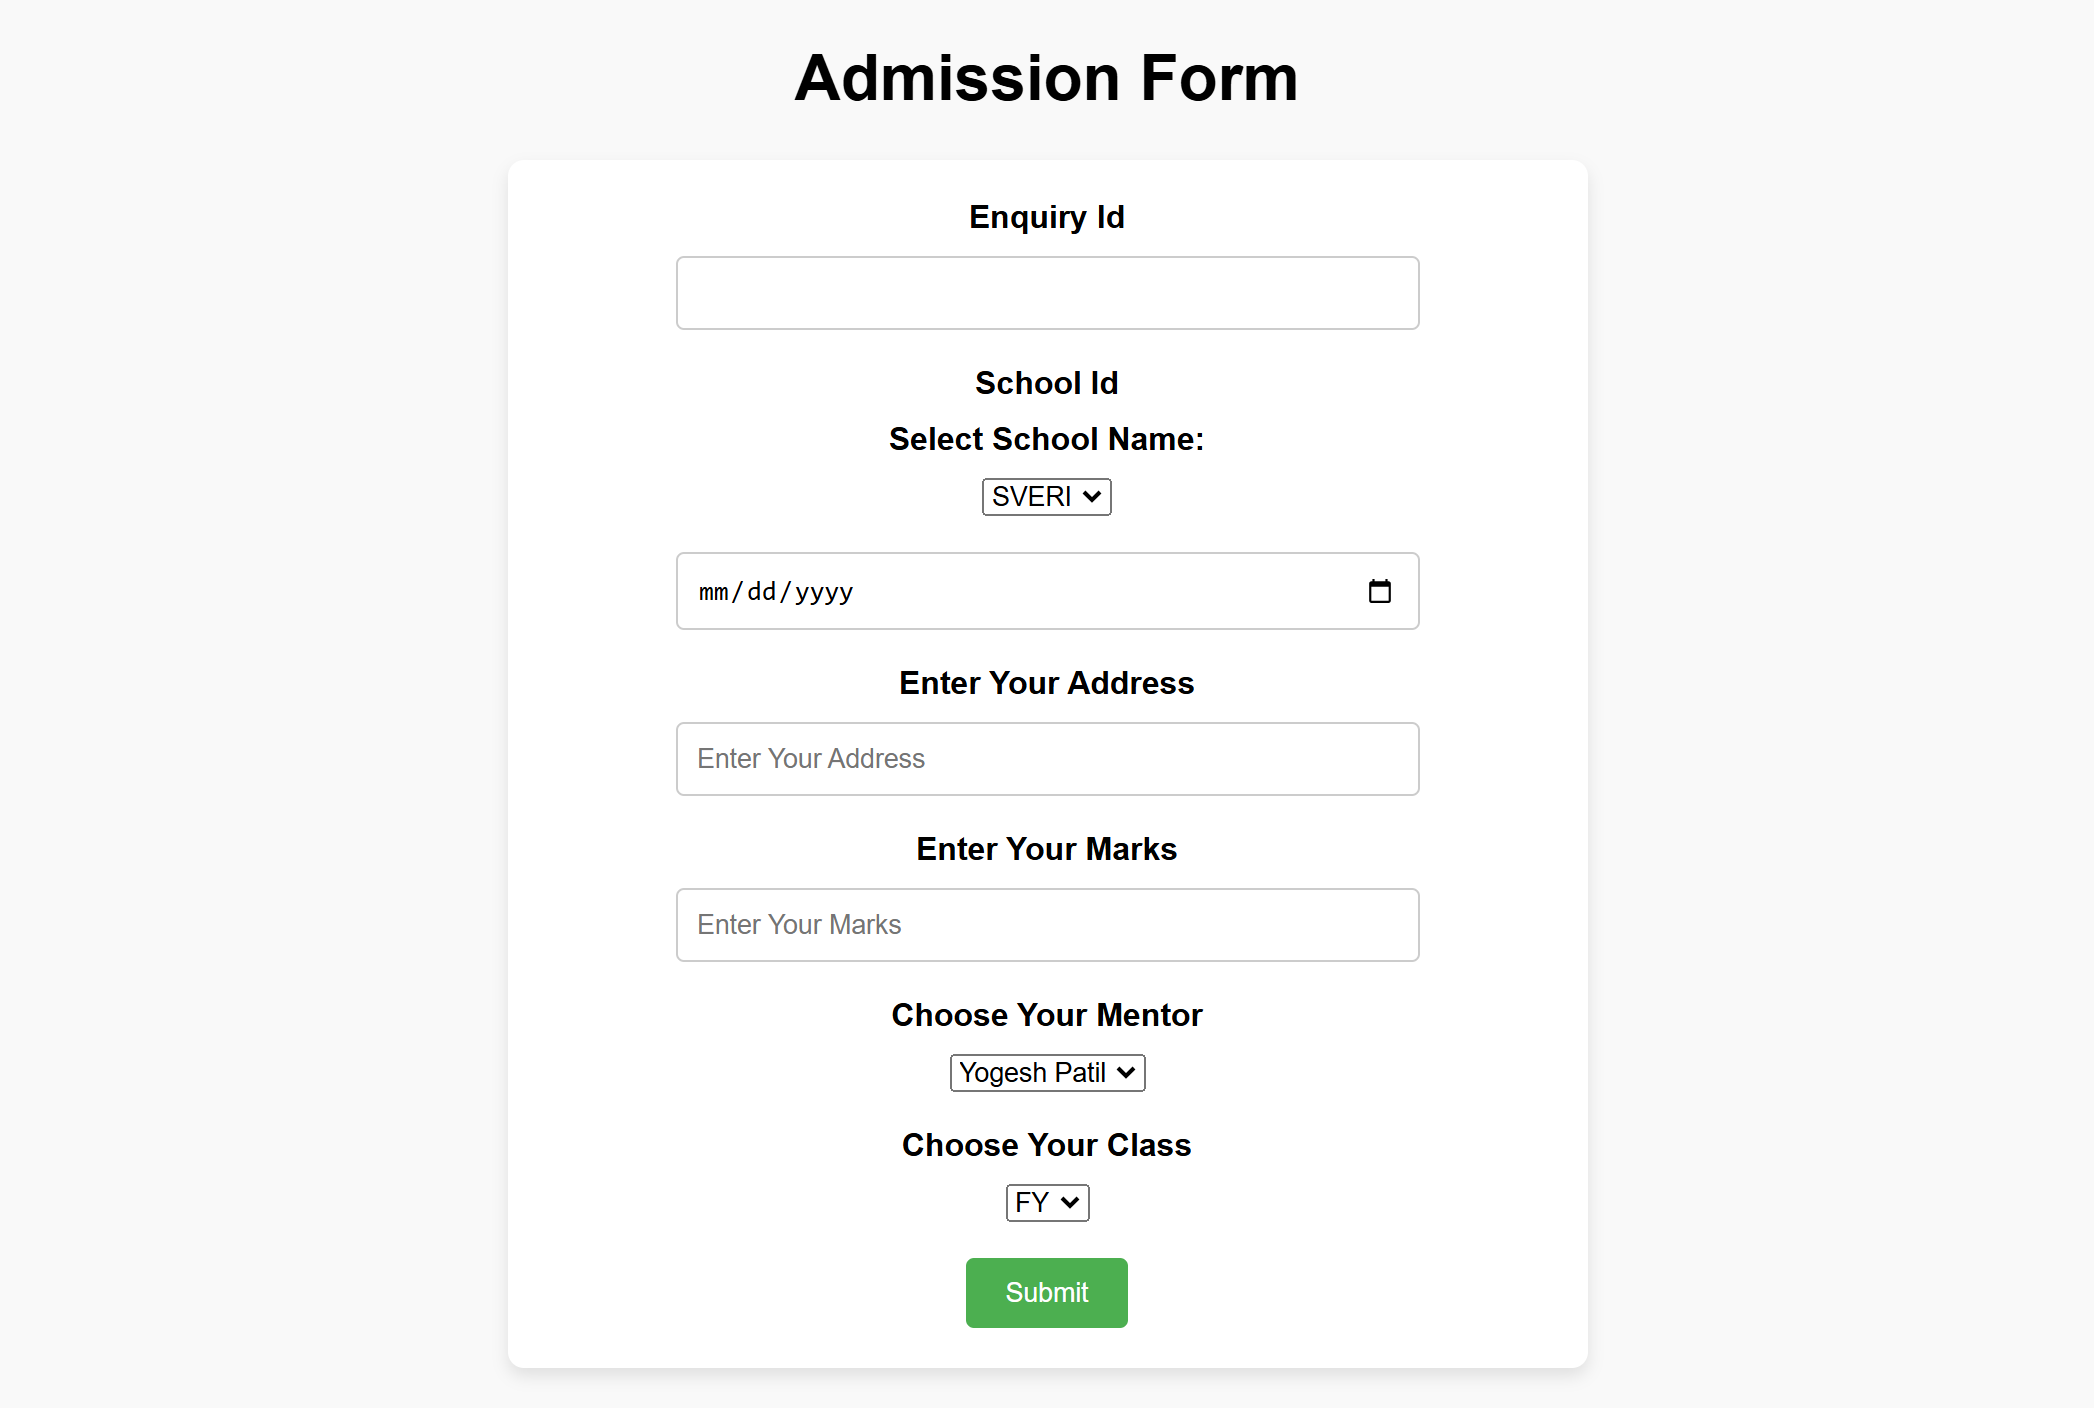 Admission Form
Enquiry Id
School Id
Select School Name:
SVERI
mm/dd/yyyy
Enter Your Address
Enter Your Address
Enter Your Marks
Enter Your Marks
Choose Your Mentor
Yogesh Patil
Choose Your Class
FY
Submit